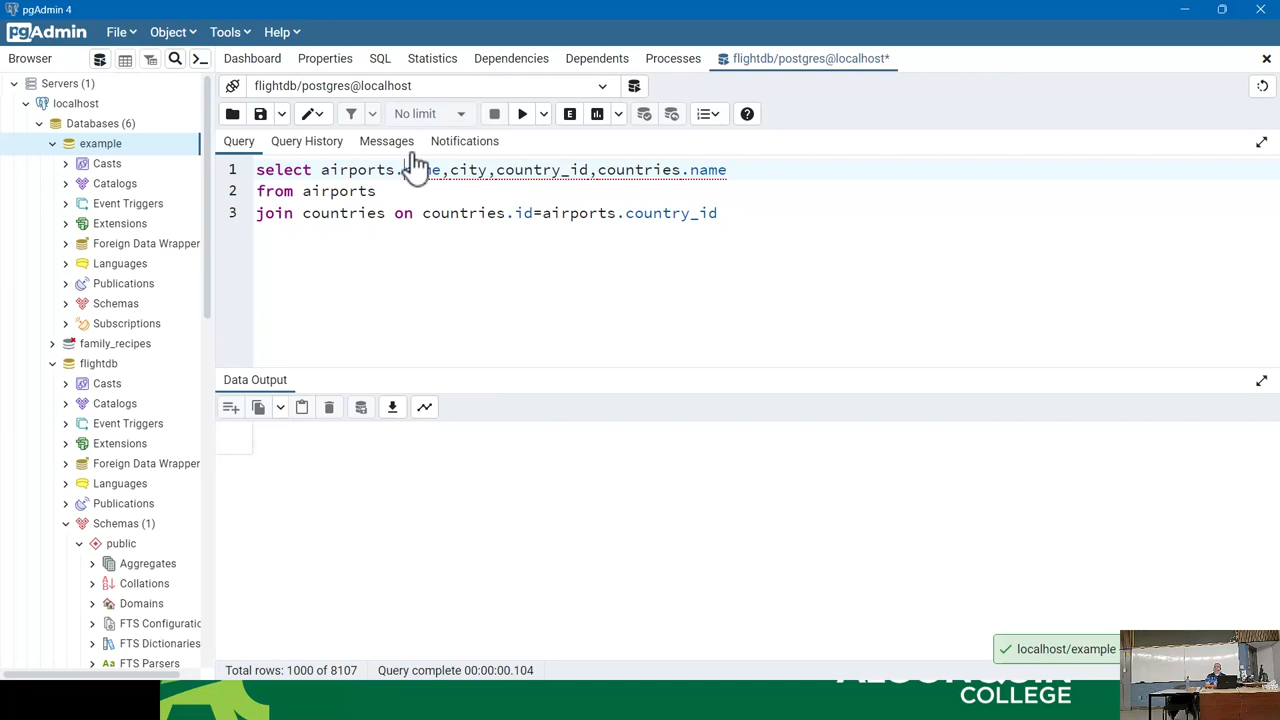 pgAdmin 4
pgAdmin File Object Tools Help
Browser
Dashboard Properties SQL Statistics Dependencies Dependents Processes flightdb/postgres@localhost*
Servers (1)
localhost
Databases (6)
example
Casts
Catalogs
Event Triggers
Extensions
Foreign Data Wrapper
Languages
Publications
Schemas
Subscriptions
family_recipes
flightdb
Casts
Catalogs
Event Triggers
Extensions
Foreign Data Wrapper
Languages
Publications
Schemas (1)
public
Aggregates
Collations
Domains
FTS Configuratio
FTS Dictionaries
Aa FTS Parsers
flightdb/postgres@localhost
No limit
E
Query Query History Messages Notifications
1 select airports. e,city,country_id,countries.name
2 from airports
3 join countries on countries.id=airports.country_id
Data Output
localhost/example
Total rows: 1000 of 8107 Query complete 00:00:00.104
COLLEGE